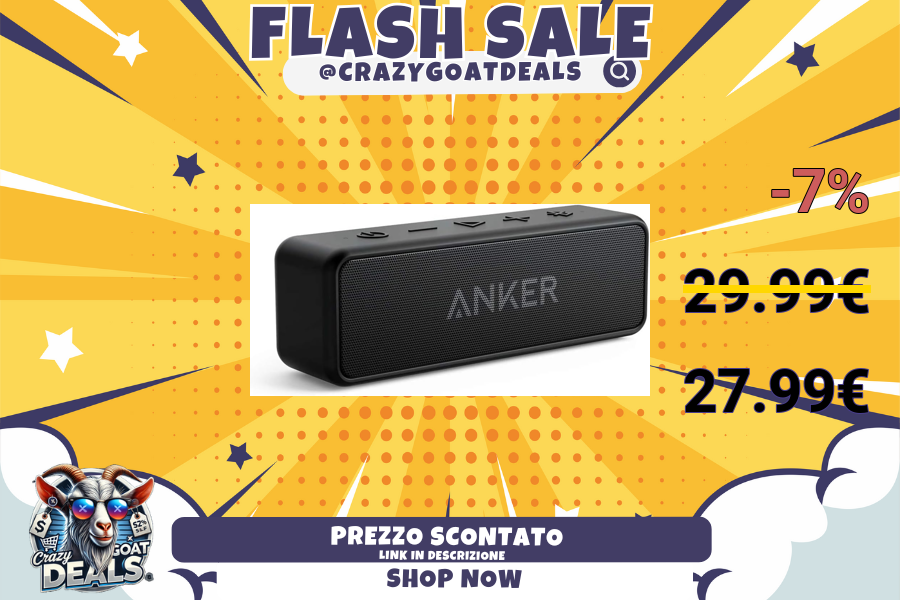 FLASH SALE
@CRAZYGOATDEALS
-7%
29.99€
ANKER
27.99€
$
52%
Crazy
GOAT
DEALS
PREZZO SCONTATO
LINK IN DESCRIZIONE
SHOP NOW